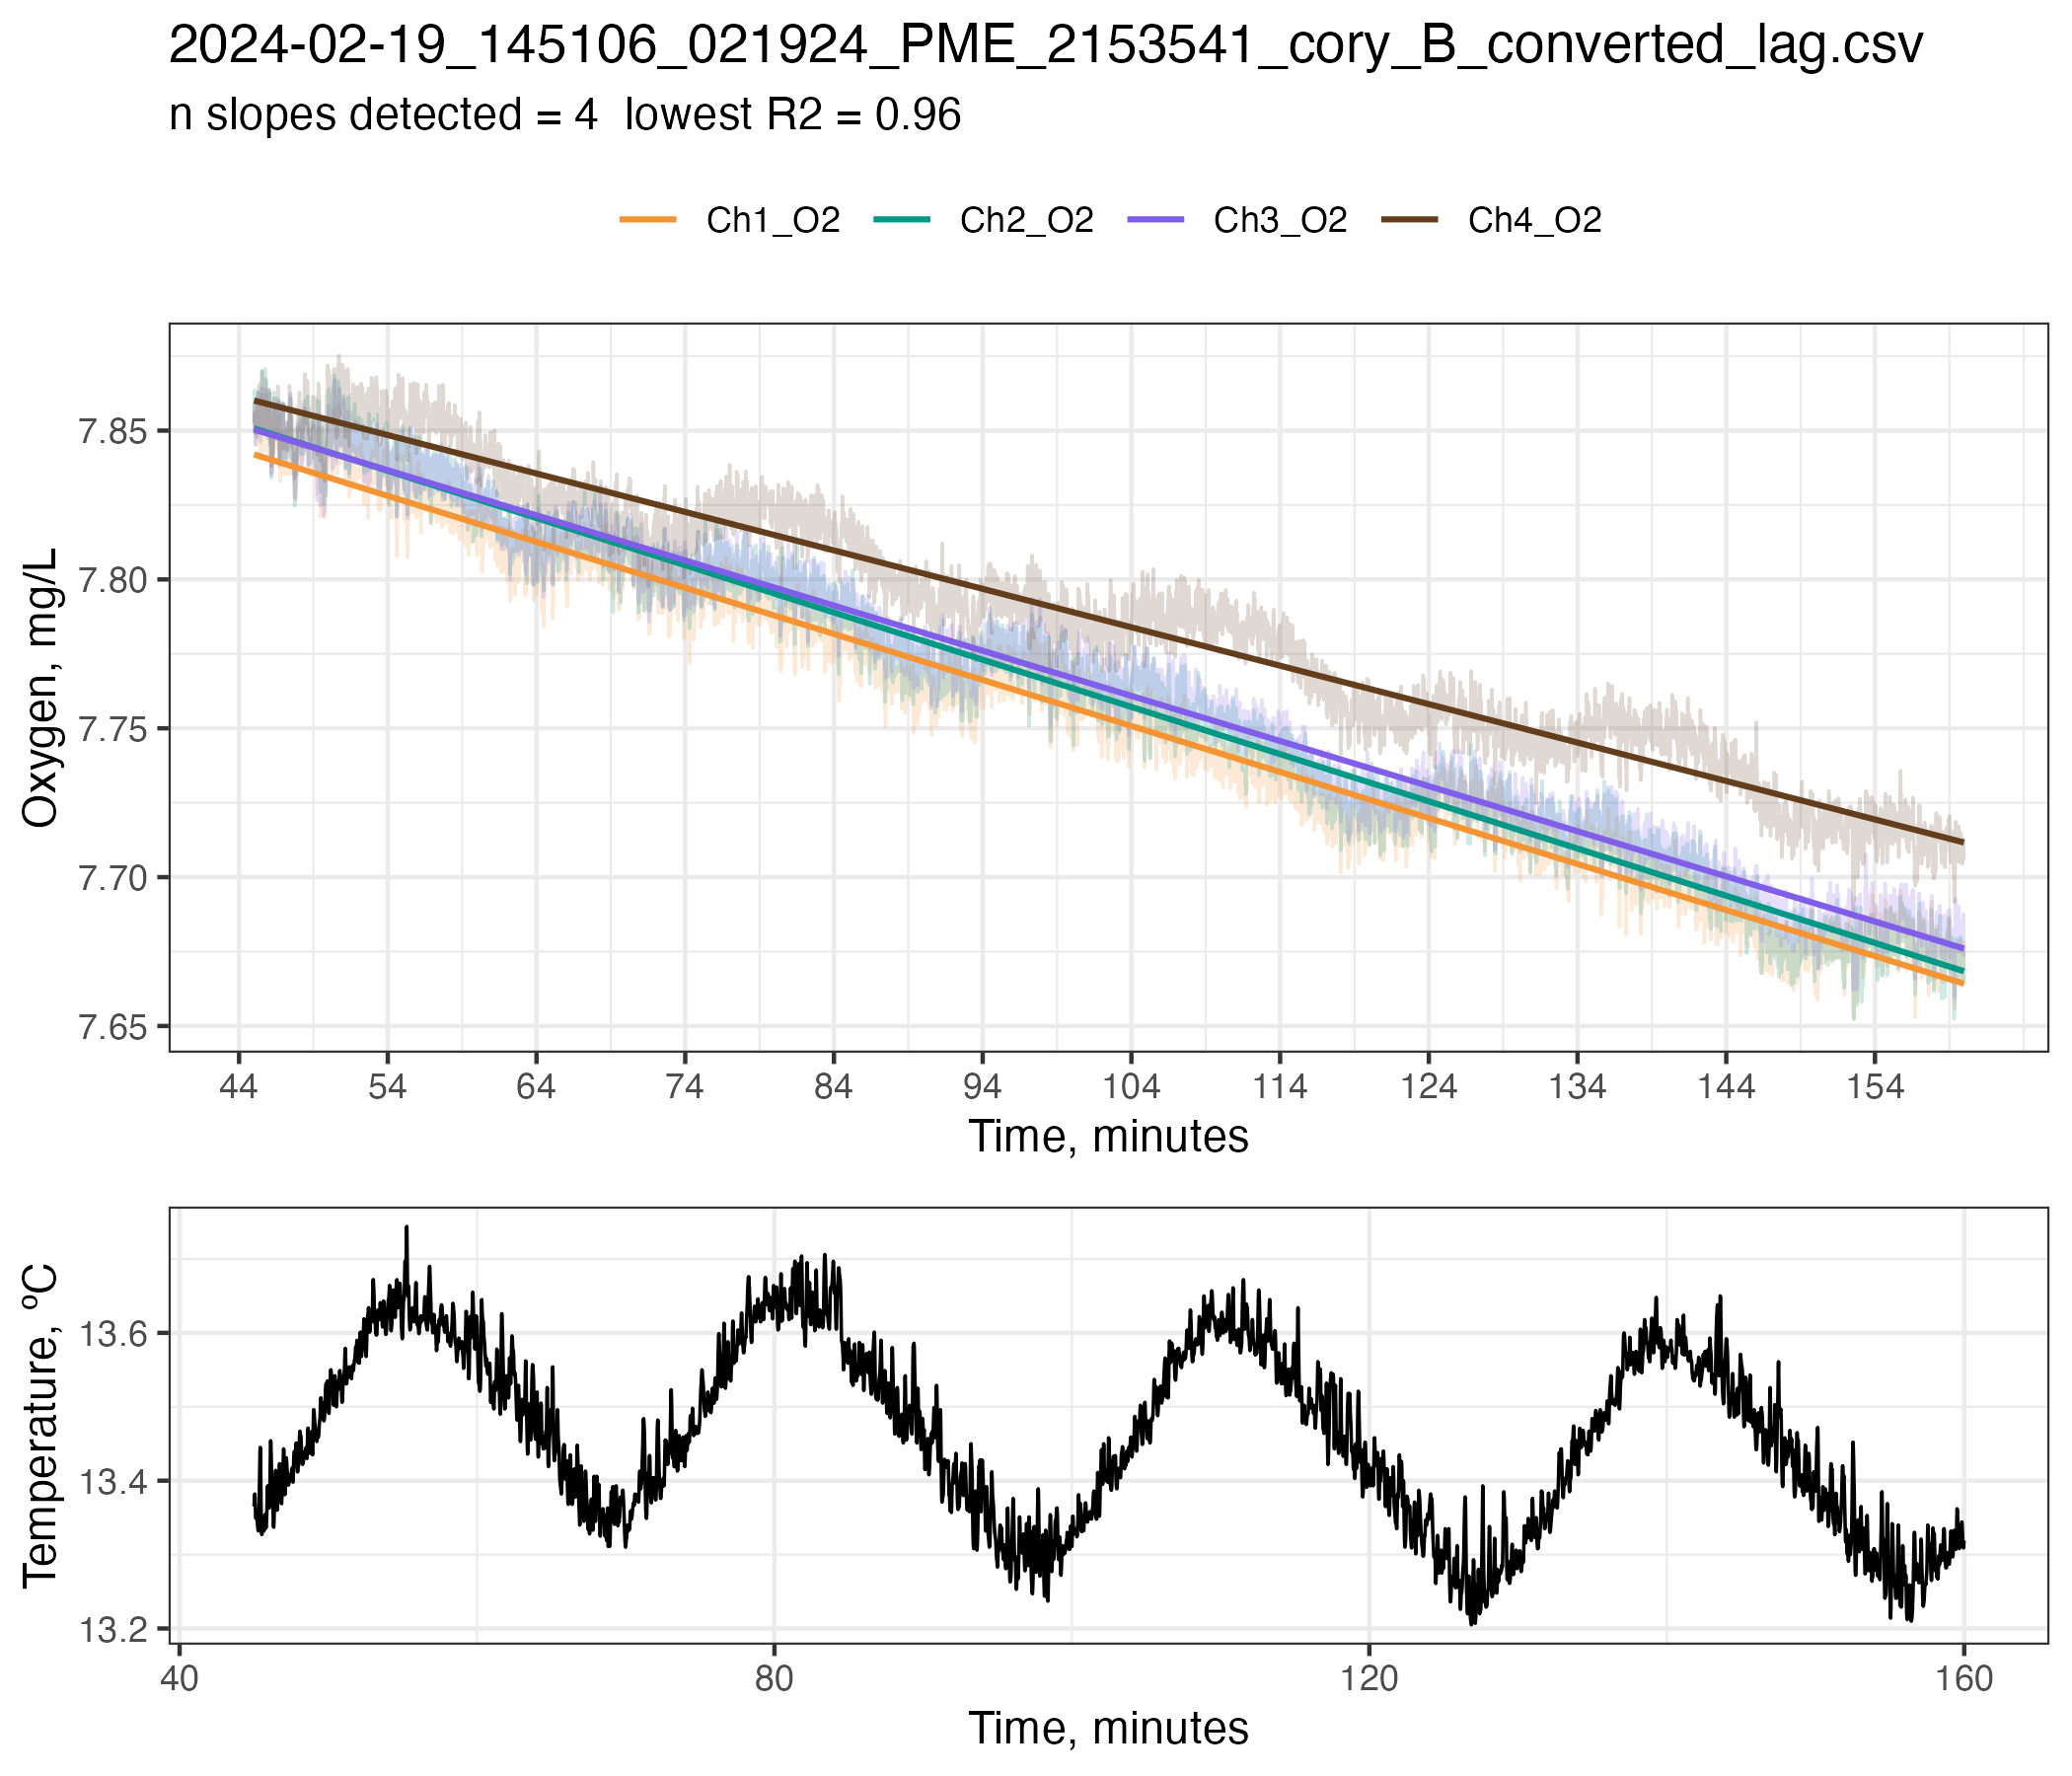 2024-02-19_145106_021924_PME_2153541_cory_B_converted_lag.csv
n slopes detected = 4  lowest R2 = 0.96
Ch1_O2 Ch2_O2 Ch3_O2 Ch4_O2
Oxygen, mg/L
7.85
7.80
7.75
7.70
7.65
44 54 64 74 84 94 104 114 124 134 144 154
Time, minutes
Temperature, ºC
13.6
13.4
13.2
40 80 120 160
Time, minutes